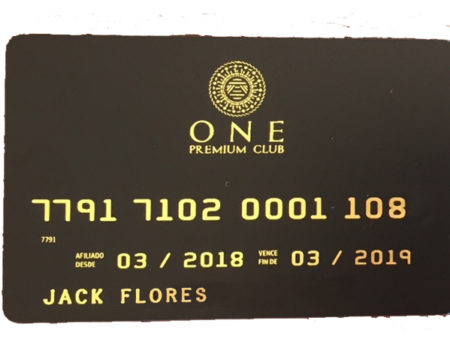 ONE
PREMIUM CLUB
7791 7102 0001 108
7791
AFILIADO DESDE 03 / 2018 VENCE FIN DE 03 / 2019
JACK FLORES